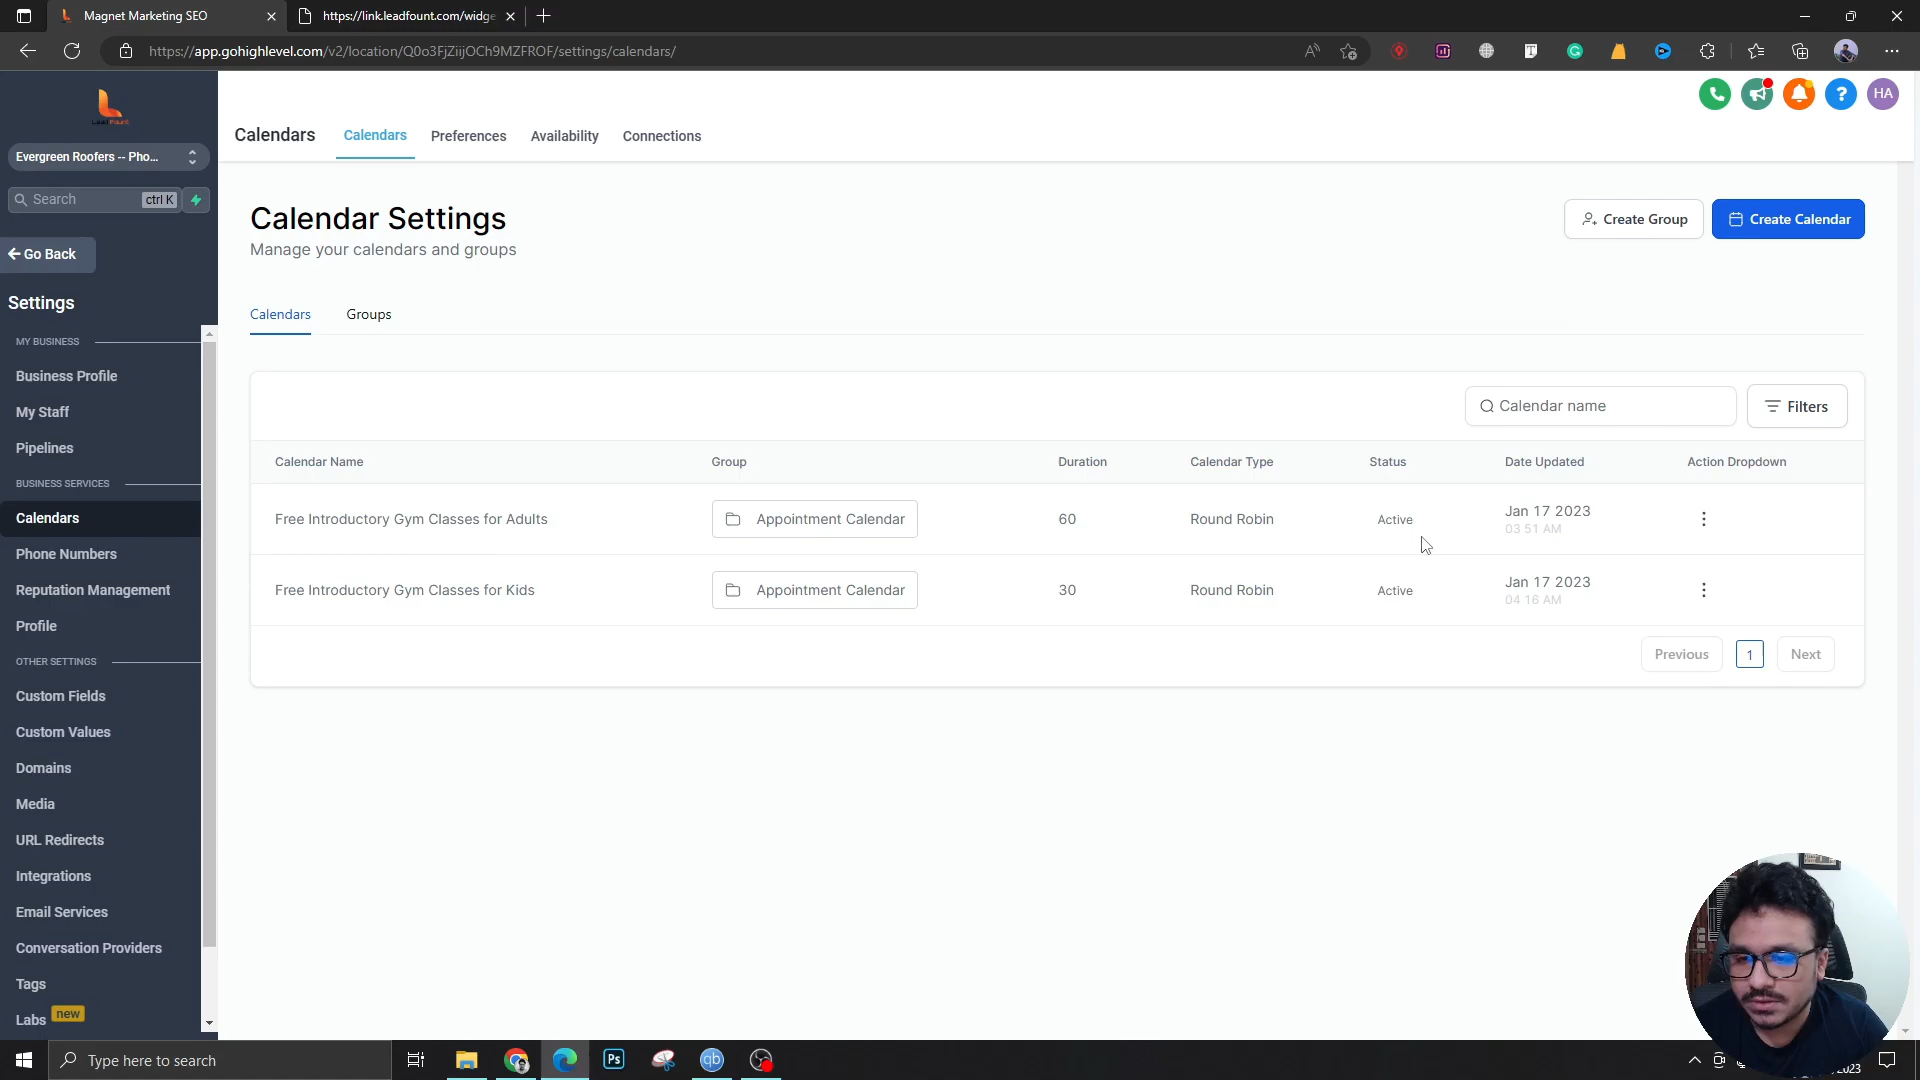 Magnet Marketing SEO
https://link.leadfount.com/widge
https://app.gohighlevel.com/v2/location/Q0o3FjZiijOCh9MZFROF/settings/calendars/
HA
Calendars
Calendars
Preferences
Availability
Connections
Evergreen Roofers -- Pho...
Search
ctrl K
Go Back
Settings
MY BUSINESS
Business Profile
My Staff
Pipelines
BUSINESS SERVICES
Calendars
Phone Numbers
Reputation Management
Profile
OTHER SETTINGS
Custom Fields
Custom Values
Domains
Media
URL Redirects
Integrations
Email Services
Conversation Providers
Tags
Labs new
Calendar Settings
Manage your calendars and groups
Create Group
Create Calendar
Calendars
Groups
Calendar name
Filters
Calendar Name Group Duration Calendar Type Status Date Updated Action Dropdown
Free Introductory Gym Classes for Adults Appointment Calendar 60 Round Robin Active Jan 17 2023
03 51 AM
Free Introductory Gym Classes for Kids Appointment Calendar 30 Round Robin Active Jan 17 2023
04 16 AM
Previous 1 Next
Type here to search
Ps
qb
2023